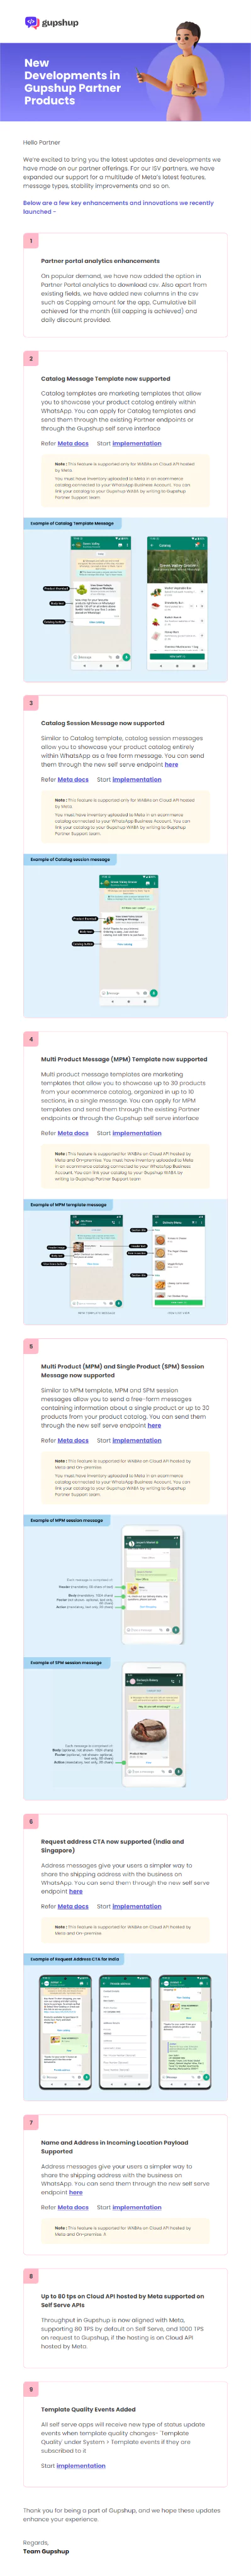 gupshup
New
Developments in
Gupshup Partner
Products
Hello Partner
We're excited to bring you the latest updates and developments we
have made on our partner offerings. For our ISV partners, we have
expanded our support for a multitude of Meta's latest features,
message types, stability improvements and so on.
Below are a few key enhancements and innovations we recently
launched -
1
Partner portal analytics enhancements
On popular demand, we have now added the option in
Partner Portal analytics to download csv. Also apart from
existing fields, we have added new columns in the csv
such as Capping amount for the app, Cumulative bill
achieved for the month (till capping is achieved) and
daily discount provided.
2
Catalog Message Template now supported
Catalog templates are marketing templates that allow
you to showcase your product catalog entirely within
WhatsApp. You can apply for Catalog templates and
send them through the existing Partner endpoints or
through the Gupshup self serve interface
Refer Meta docs Start implementation
Note : This feature is supported only for WABAs on Cloud API hosted
by Meta.
You must have inventory uploaded to Meta in an ecommerce
catalog connected to your WhatsApp Business Account. You can
link your catalog to your Gupshup WABA by writing to Gupshup
Partner Support team.
Example of Catalog template Message
3
Catalog Session Message now supported
Similar to Catalog template, catalog session messages
allow you to showcase your product catalog entirely
within WhatsApp as a free form message. You can send
them through the new self serve endpoint here
Refer Meta docs Start implementation
Note : This feature is supported only for WABAs on Cloud API hosted
by Meta.
You must have inventory uploaded to Meta in an ecommerce
catalog connected to your WhatsApp Business Account. You can
link your catalog to your Gupshup WABA by writing to Gupshup
Partner Support team.
Example of Catalog session message
4
Multi Product Message (MPM) Template now supported
Multi product message templates are marketing
templates that allow you to showcase up to 30 products
from your ecommerce catalog, organized in up to 10
sections, in a single message. You can apply for MPM
templates and send them through the existing Partner
endpoints or through the Gupshup self serve interface
Refer Meta docs Start implementation
Note : This feature is supported for WABAs on Cloud API hosted by
Meta and On-premise. You must have inventory uploaded to Meta
in an ecommerce catalog connected to your WhatsApp Business
Account. You can link your catalog to your Gupshup WABA by
writing to Gupshup Partner Support team
Example of MPM template message
5
Multi Product (MPM) and Single Product (SPM) Session
Message now supported
Similar to MPM template, MPM and SPM session
messages allow you to send a free-form messages
containing information about a single product or up to 30
products from your product catalog. You can send them
through the new self serve endpoint here
Refer Meta docs Start implementation
Note : This feature is supported for WABAs on Cloud API hosted by
Meta and On-premise.
You must have inventory uploaded to Meta in an ecommerce
catalog connected to your WhatsApp Business Account. You can
link your catalog to your Gupshup WABA by writing to Gupshup
Partner Support team.
Example of MPM session message
Example of SPM session message
6
Request address CTA now supported (India and
Singapore)
Address messages give your users a simpler way to
share the shipping address with the business on
WhatsApp. You can send them through the new self serve
endpoint here
Refer Meta docs Start implementation
Note : This feature is supported for WABAs on Cloud API hosted by
Meta and On-premise
Example of Request Address CTA for India
7
Name and Address in Incoming Location Payload
Supported
Address messages give your users a simpler way to
share the shipping address with the business on
WhatsApp. You can send them through the new self serve
endpoint here
Refer Meta docs Start implementation
Note : This feature is supported for WABAs on Cloud API hosted by
Meta and On-premise.
8
Up to 80 tps on Cloud API hosted by Meta supported on
Self Serve APIs
Throughput in Gupshup is now aligned with Meta,
supporting 80 TPS by default on Self Serve, and 1000 TPS
on request to Gupshup, if the hosting is on Cloud API
hosted by Meta.
9
Template Quality Events Added
All self serve apps will receive new type of status update
events when template quality changes- 'Template
Quality' under System > Template events if they are
subscribed to it
Start implementation
Thank you for being a part of Gupshup, and we hope these updates
enhance your experience.
Regards,
Team Gupshup